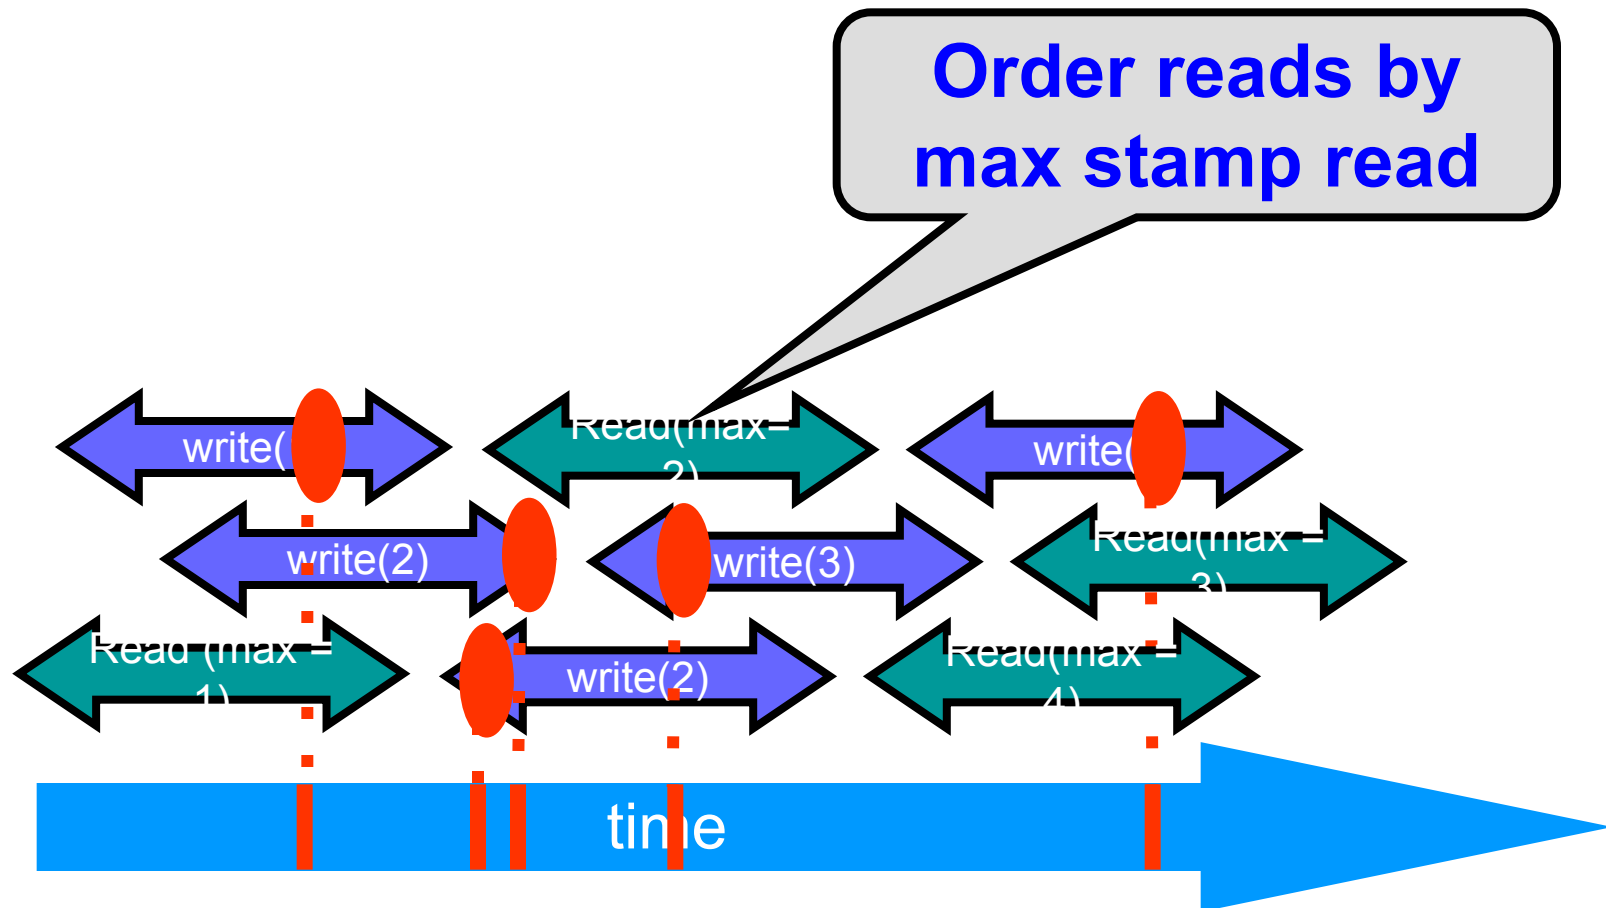 Order reads by
max stamp read
write(
Read(max=
2)
write(
write(2)
write(3)
Read(max =
3)
Read (max =
1)
write(2)
Read(max =
4)
time